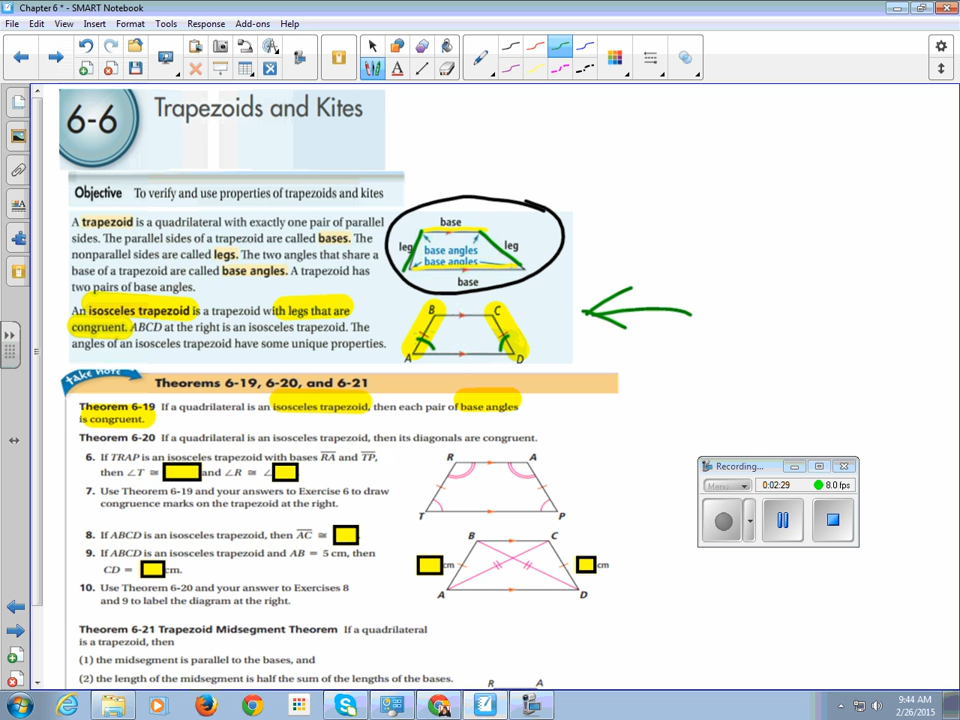 Chapter 6 * - SMART Notebook
File Edit View Insert Format Tools Response Add-ons Help
6-6
Trapezoids and Kites
Objective To verify and use properties of trapezoids and kites
A trapezoid is a quadrilateral with exactly one pair of parallel
sides. The parallel sides of a trapezoid are called bases. The
nonparallel sides are called legs. The two angles that share a
base of a trapezoid are called base angles. A trapezoid has
two pairs of base angles.
base
leg
leg
base angles
base angles
base
An isosceles trapezoid is a trapezoid with legs that are
congruent. ABCD at the right is an isosceles trapezoid. The
angles of an isosceles trapezoid have some unique properties.
B C
A D
take note
Theorems 6-19, 6-20, and 6-21
Theorem 6-19 If a quadrilateral is an isosceles trapezoid, then each pair of base angles
is congruent.
Theorem 6-20 If a quadrilateral is an isosceles trapezoid, then its diagonals are congruent.
6. If TRAP is an isosceles trapezoid with bases RA and TP,
then ∠T ≅ and ∠R ≅ ∠
7. Use Theorem 6-19 and your answers to Exercise 6 to draw
congruence marks on the trapezoid at the right.
R A
T P
8. If ABCD is an isosceles trapezoid, then AC ≅
9. If ABCD is an isosceles trapezoid and AB = 5 cm, then
CD = cm.
10. Use Theorem 6-20 and your answer to Exercises 8
and 9 to label the diagram at the right.
B C
cm cm
A D
Theorem 6-21 Trapezoid Midsegment Theorem If a quadrilateral
is a trapezoid, then
(1) the midsegment is parallel to the bases, and
(2) the length of the midsegment is half the sum of the lengths of the bases.
R A
Recording...
Menu 0:02:29 8.0 fps
9:44 AM
2/26/2015